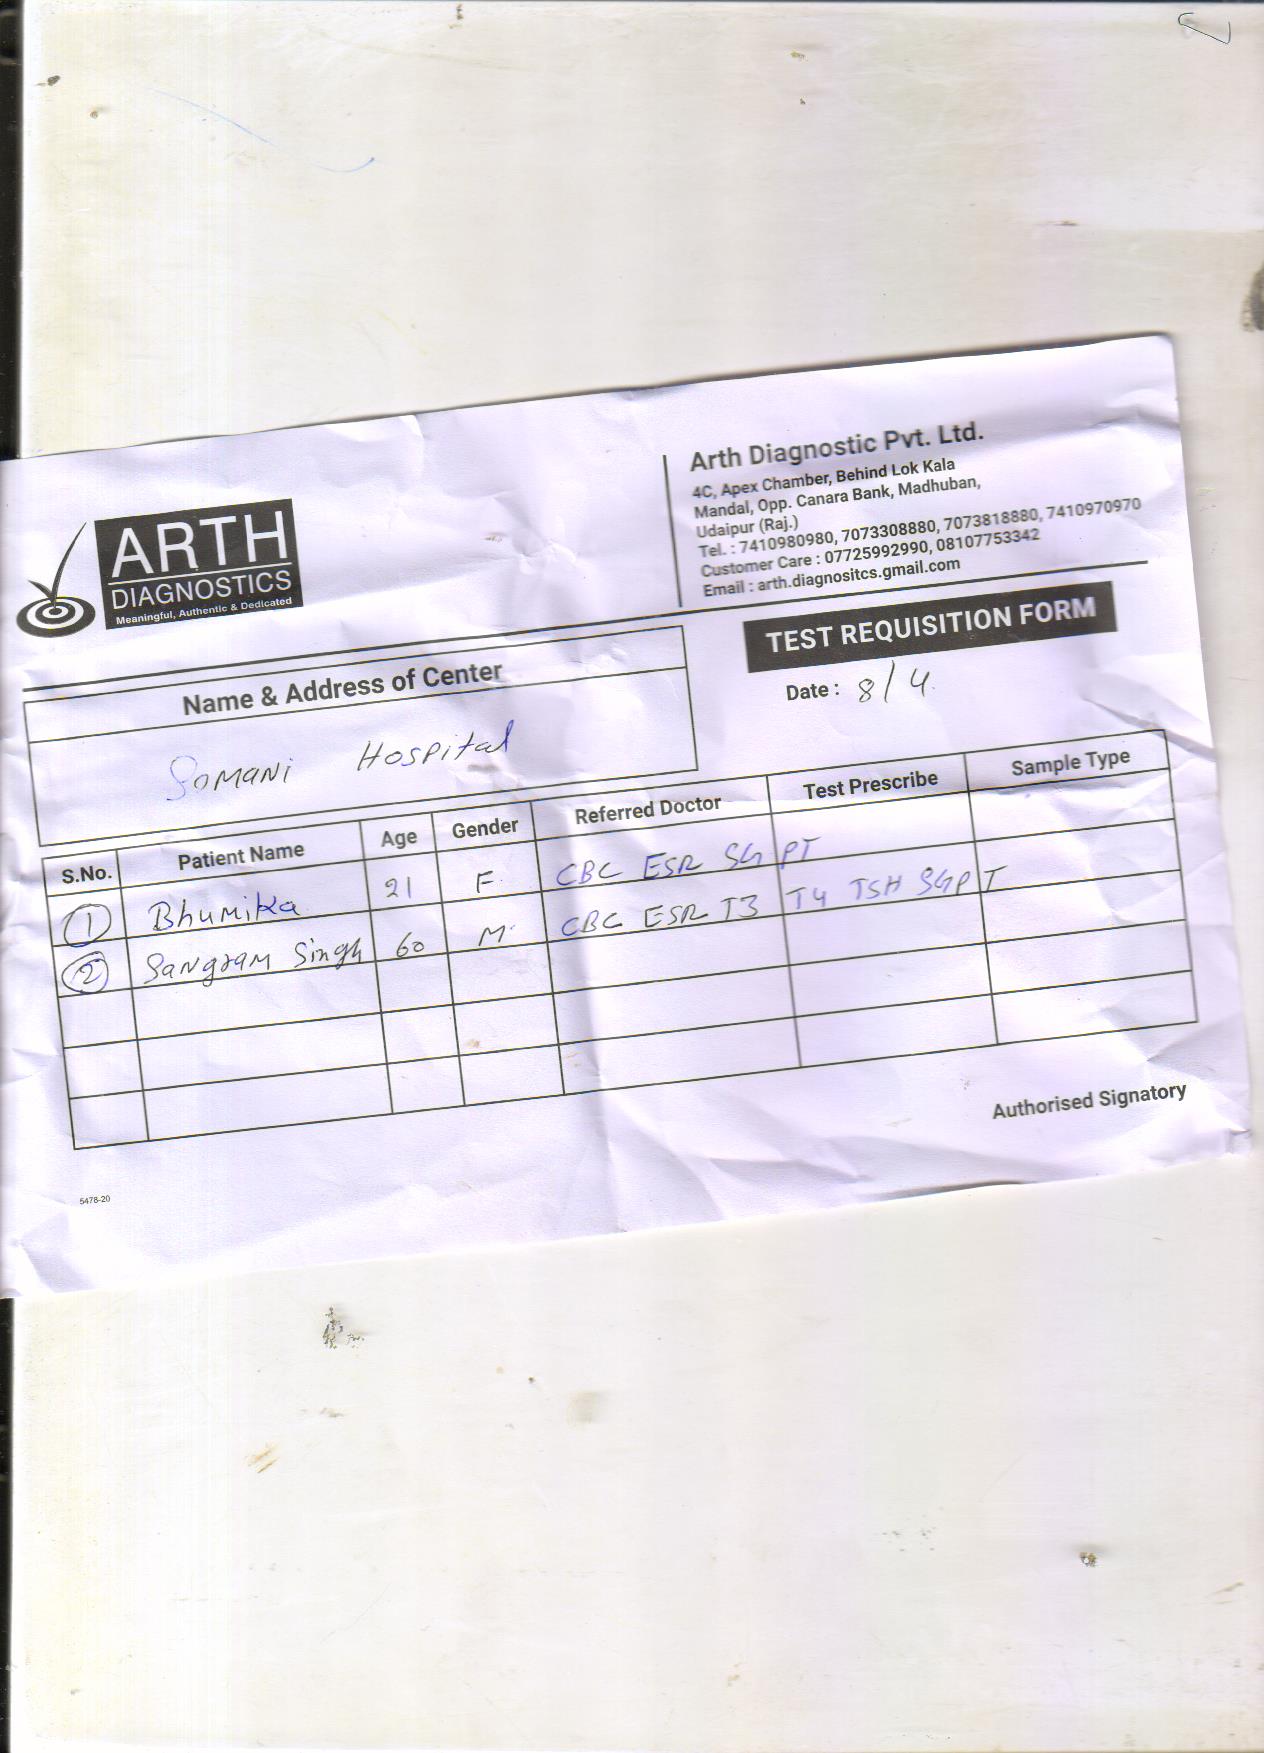 ARTH
DIAGNOSTICS
Meaningful, Authentic & Dedicated
Arth Diagnostic Pvt. Ltd.
4C, Apex Chamber, Behind Lok Kala
Mandal, Opp. Canara Bank, Madhuban,
Udaipur (Raj.)
Tel. : 7410980980, 7073308880, 7073818880, 7410970970
Customer Care : 07725992990, 08107753342
Email : arth.diagnositcs.gmail.com
TEST REQUISITION FORM
Date : 8/4
Name & Address of Center
Somani Hospital
S.No. Patient Name Age Gender Referred Doctor Test Prescribe Sample Type
1 Bhumika 21 F CBC ESR SGPT
2 Sangram Singh 60 M CBC ESR T3 T4 TSH SGPT
Authorised Signatory
5478-20